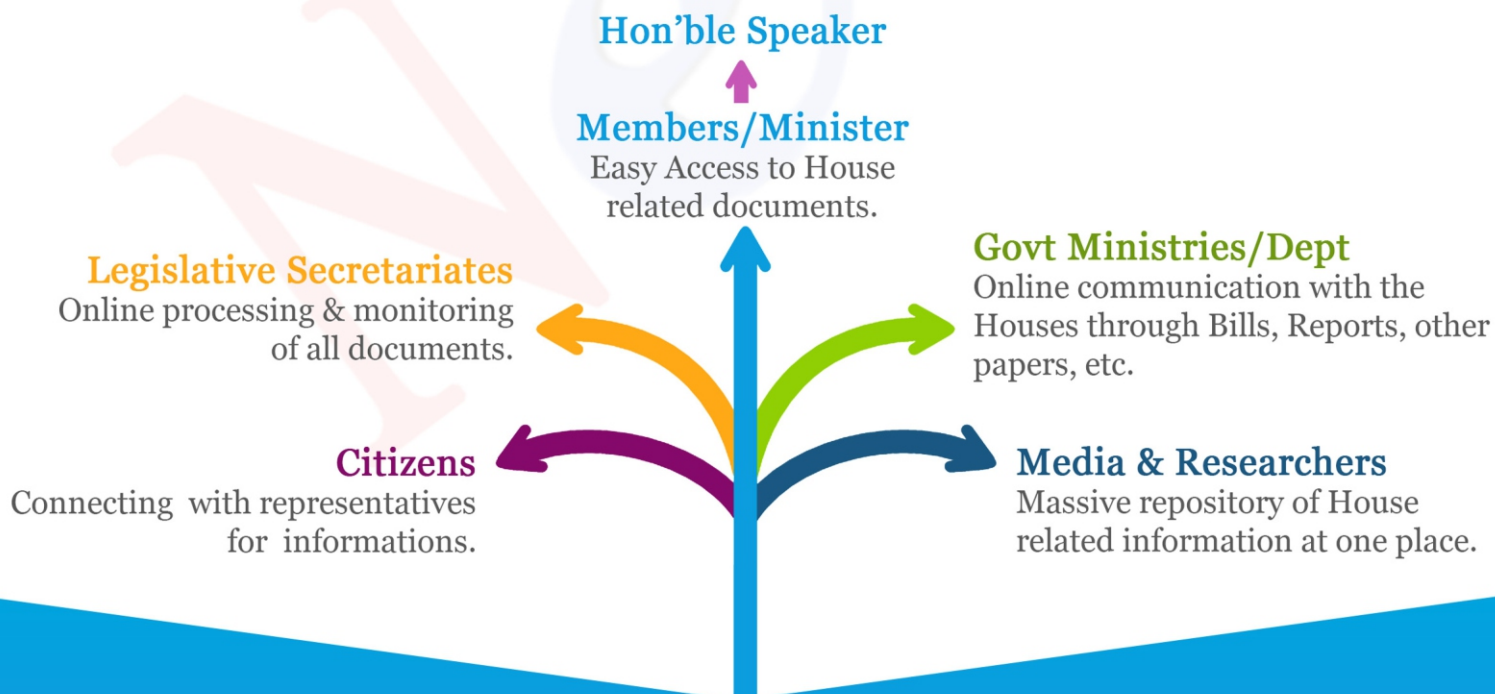 Hon’ble Speaker
Members/Minister
Easy Access to House
related documents.
Legislative Secretariates
Online processing & monitoring
of all documents.
Govt Ministries/Dept
Online communication with the
Houses through Bills, Reports, other
papers, etc.
Citizens
Connecting with representatives
for informations.
Media & Researchers
Massive repository of House
related information at one place.